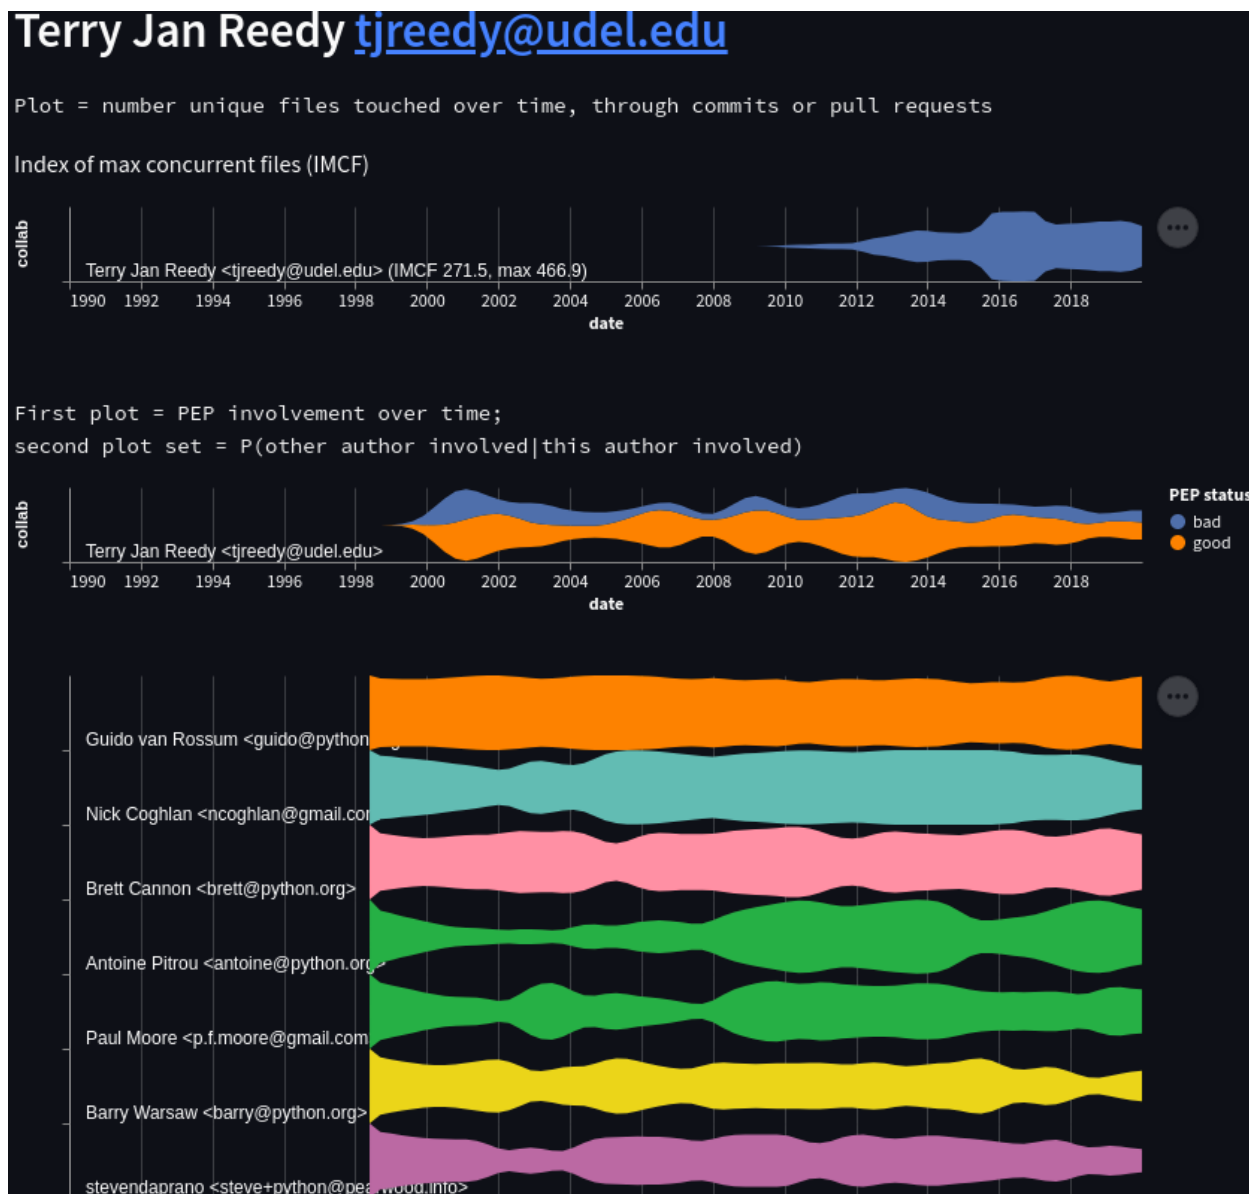 Terry Jan Reedy tjreedy@udel.edu
Plot = number unique files touched over time, through commits or pull requests
Index of max concurrent files (IMCF)
collab
Terry Jan Reedy <tjreedy@udel.edu> (IMCF 271.5, max 466.9)
1990 1992 1994 1996 1998 2000 2002 2004 2006 2008 2010 2012 2014 2016 2018
date
First plot = PEP involvement over time;
second plot set = P(other author involved|this author involved)
collab
Terry Jan Reedy <tjreedy@udel.edu>
1990 1992 1994 1996 1998 2000 2002 2004 2006 2008 2010 2012 2014 2016 2018
date
PEP status
bad
good
Guido van Rossum <guido@python
Nick Coghlan <ncoghlan@gmail.com
Brett Cannon <brett@python.org>
Antoine Pitrou <antoine@python.org>
Paul Moore <p.f.moore@gmail.com
Barry Warsaw <barry@python.org>
stevendaprano <steve+python@pearwood.info>